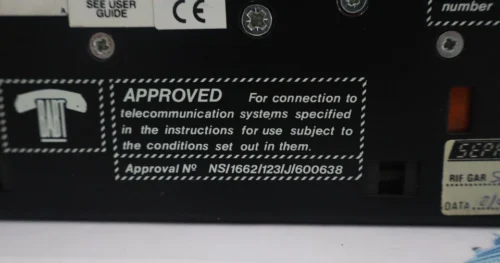 SEE USER
GUIDE
CE
number
APPROVED For connection to
telecommunication systems specified
in the instructions for use subject to
the conditions set out in them.
Approval Nº NS/1662/123/J/600638
RIF GAR
DATA